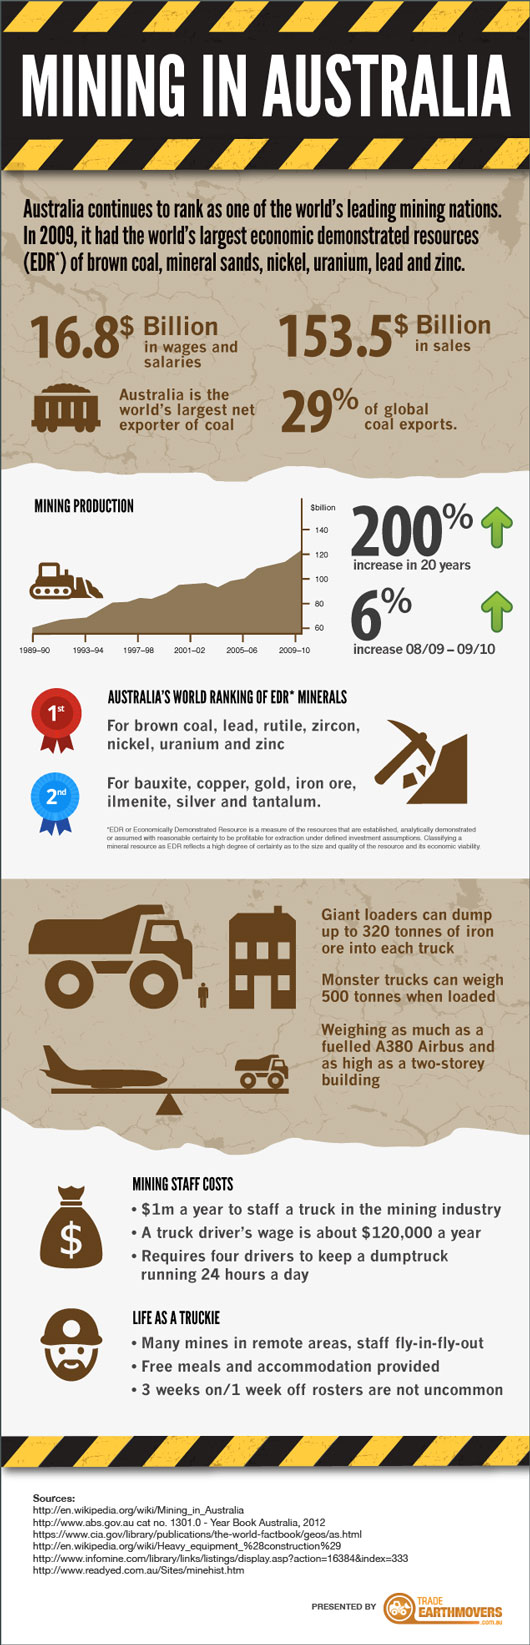 MINING IN AUSTRALIA
Australia continues to rank as one of the world's leading mining nations.
In 2009, it had the world's largest economic demonstrated resources
(EDR*) of brown coal, mineral sands, nickel, uranium, lead and zinc.
16.8$ Billion
in wages and
salaries
153.5$ Billion
in sales
Australia is the
world's largest net
exporter of coal
29% of global
coal exports.
MINING PRODUCTION
$billion
140
120
100
80
60
1989–90 1993–94 1997–98 2001–02 2005–06 2009–10
200%
increase in 20 years
6%
increase 08/09 – 09/10
AUSTRALIA'S WORLD RANKING OF EDR* MINERALS
1st
For brown coal, lead, rutile, zircon,
nickel, uranium and zinc
2nd
For bauxite, copper, gold, iron ore,
ilmenite, silver and tantalum.
*EDR or Economically Demonstrated Resource is a measure of the resources that are established, analytically demonstrated
or assumed with reasonable certainty to be profitable for extraction under defined investment assumptions. Classifying a
mineral resource as EDR reflects a high degree of certainty as to the size and quality of the resource and its economic viability.
Giant loaders can dump
up to 320 tonnes of iron
ore into each truck
Monster trucks can weigh
500 tonnes when loaded
Weighing as much as a
fuelled A380 Airbus and
as high as a two-storey
building
MINING STAFF COSTS
$
• $1m a year to staff a truck in the mining industry
• A truck driver's wage is about $120,000 a year
• Requires four drivers to keep a dumptruck
running 24 hours a day
LIFE AS A TRUCKIE
• Many mines in remote areas, staff fly-in-fly-out
• Free meals and accommodation provided
• 3 weeks on/1 week off rosters are not uncommon
Sources:
http://en.wikipedia.org/wiki/Mining_in_Australia
http://www.abs.gov.au cat no. 1301.0 - Year Book Australia, 2012
https://www.cia.gov/library/publications/the-world-factbook/geos/as.html
http://en.wikipedia.org/wiki/Heavy_equipment_%28construction%29
http://www.infomine.com/library/links/listings/display.asp?action=16384&index=333
http://www.readyed.com.au/Sites/minehist.htm
PRESENTED BY
TRADE
EARTHMOVERS
.com.au